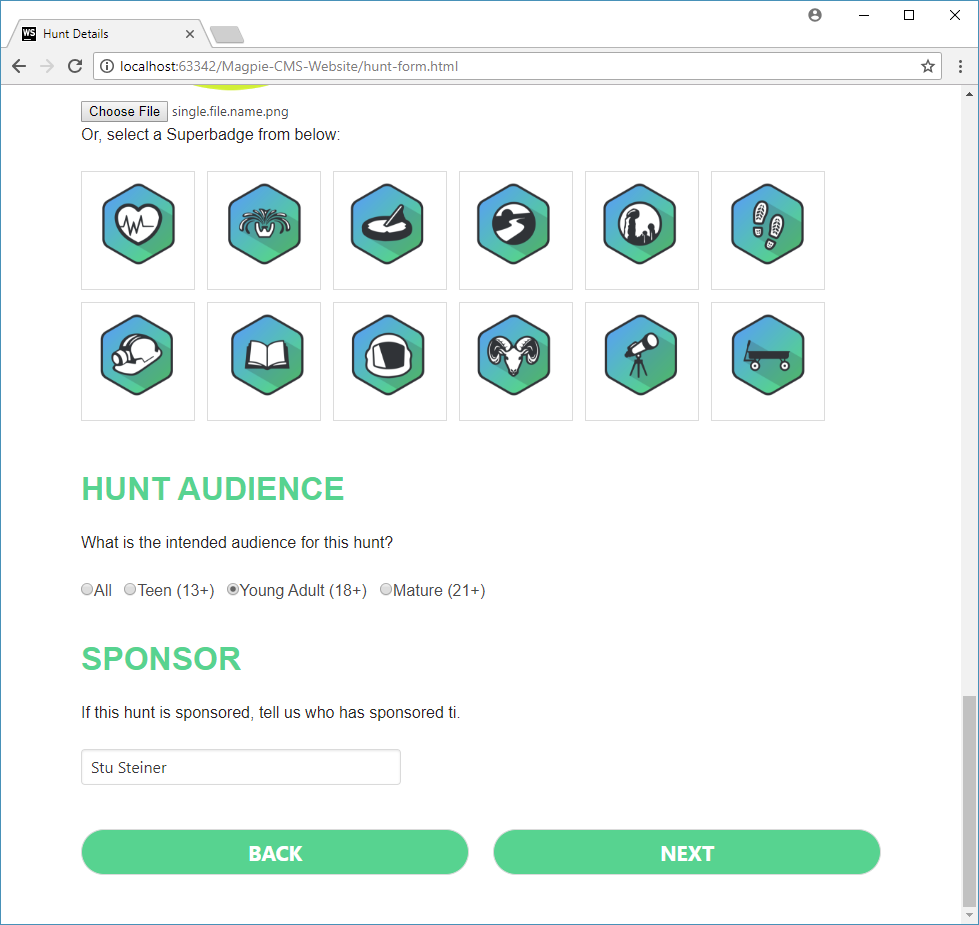 WS Hunt Details
localhost:63342/Magpie-CMS-Website/hunt-form.html
Choose File single.file.name.png
Or, select a Superbadge from below:
HUNT AUDIENCE
What is the intended audience for this hunt?
All Teen (13+) Young Adult (18+) Mature (21+)
SPONSOR
If this hunt is sponsored, tell us who has sponsored ti.
Stu Steiner
BACK NEXT